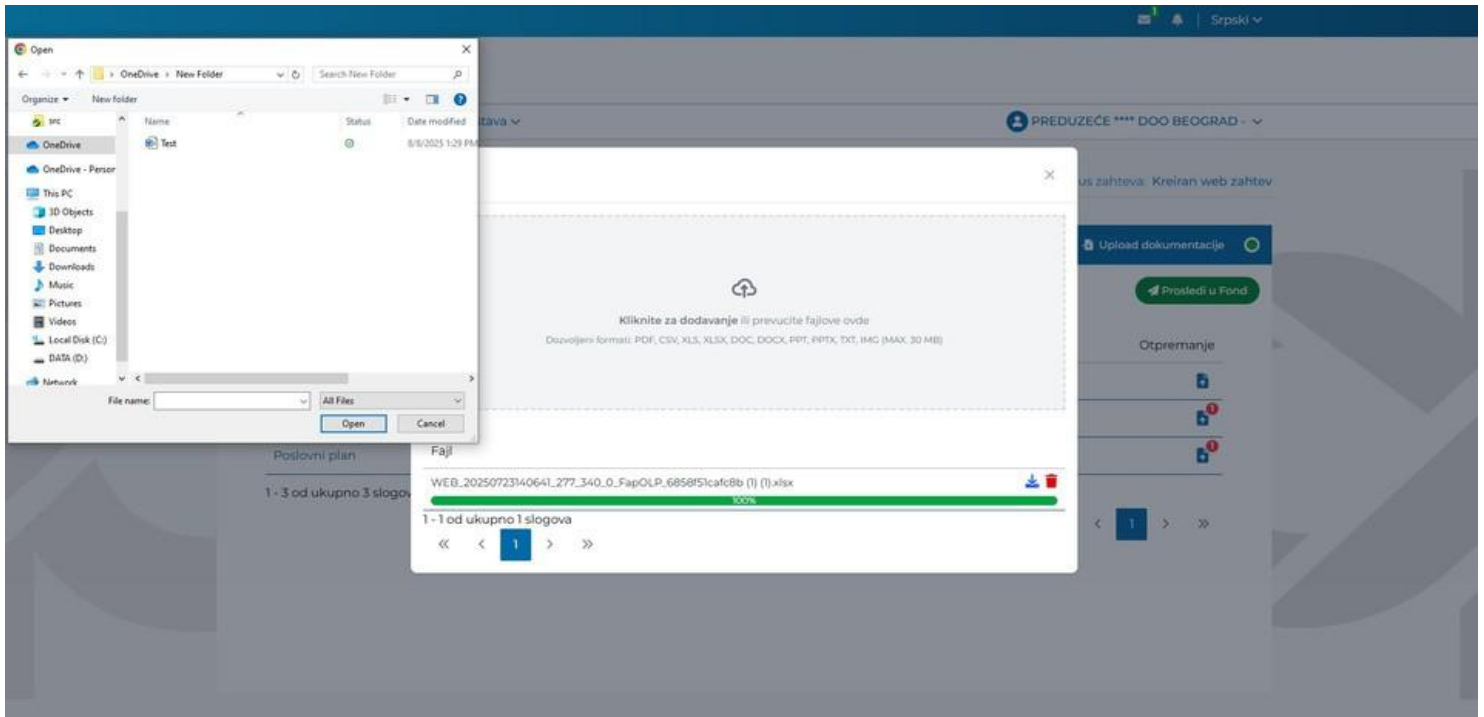 1
Srpski
Open
OneDrive › New Folder
Search New Folder
Organize
New folder
Name
Status
Date modified
src
Test
8/8/2025 1:29 PM
OneDrive
OneDrive - Person
This PC
3D Objects
Desktop
Documents
Downloads
Music
Pictures
Videos
Local Disk (C:)
DATA (D:)
Network
File name:
All Files
Open
Cancel
PREDUZEĆE **** DOO BEOGRAD -
us zahteva: Kreiran web zahtev
Upload dokumentacije
Prosledi u Fond
Otpremanje
1
1
Kliknite za dodavanje ili prevucite fajlove ovde
Dozvoljeni formati: PDF, CSV, XLS, XLSX, DOC, DOCX, PPT, PPTX, TXT, IMG (MAX. 30 MB)
Poslovni plan
1 - 3 od ukupno 3 slogov
Fajl
WEB_20250723140641_277_340_0_FapOLP_6858f51cafc8b (1) (1).xlsx
100%
1 - 1 od ukupno 1 slogova
« ‹ 1 › »
‹ 1 › »